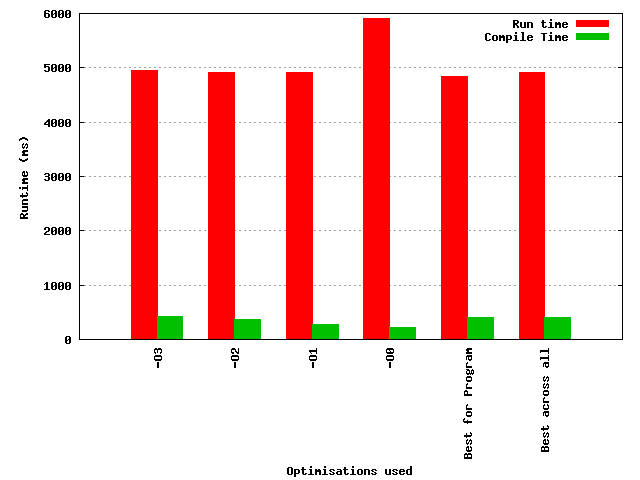 6000
5000
4000
3000
2000
1000
0
Runtime (ms)
Run time
Compile Time
-O3
-O2
-O1
-O0
Best for Program
Best across all
Optimisations used